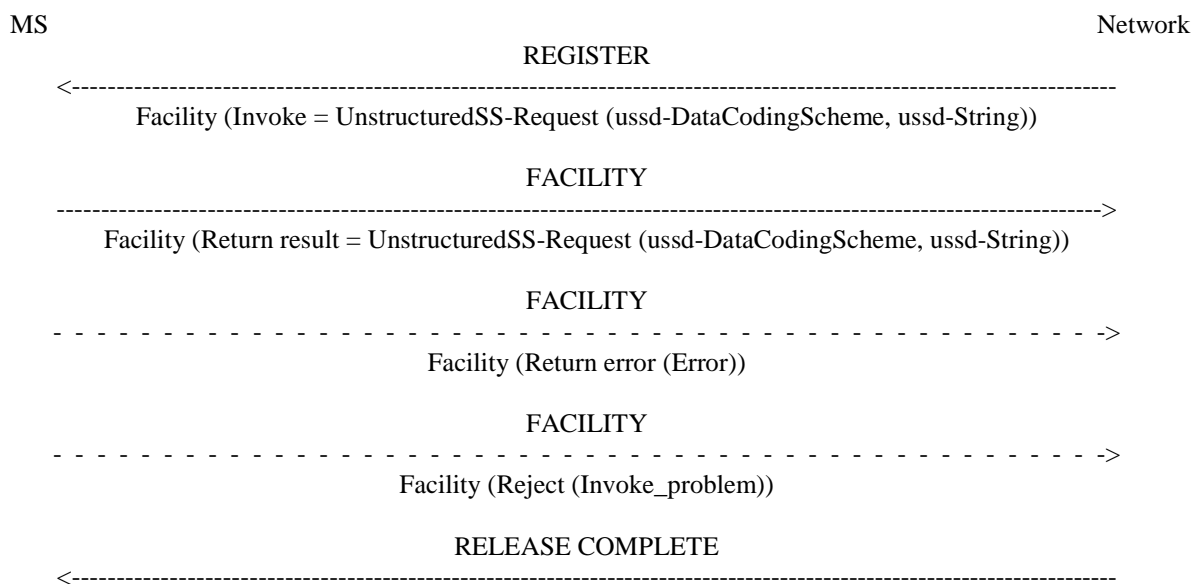 MS Network
REGISTER
<----------------------------------------------------------------------------------------------------------------------
Facility (Invoke = UnstructuredSS-Request (ussd-DataCodingScheme, ussd-String))
FACILITY
---------------------------------------------------------------------------------------------------------------------->
Facility (Return result = UnstructuredSS-Request (ussd-DataCodingScheme, ussd-String))
FACILITY
- - - - - - - - - - - - - - - - - - - - - - - - - - - - - - - - - - - - - - - - - - - - - - - ->
Facility (Return error (Error))
FACILITY
- - - - - - - - - - - - - - - - - - - - - - - - - - - - - - - - - - - - - - - - - - - - - - - ->
Facility (Reject (Invoke_problem))
RELEASE COMPLETE
<----------------------------------------------------------------------------------------------------------------------